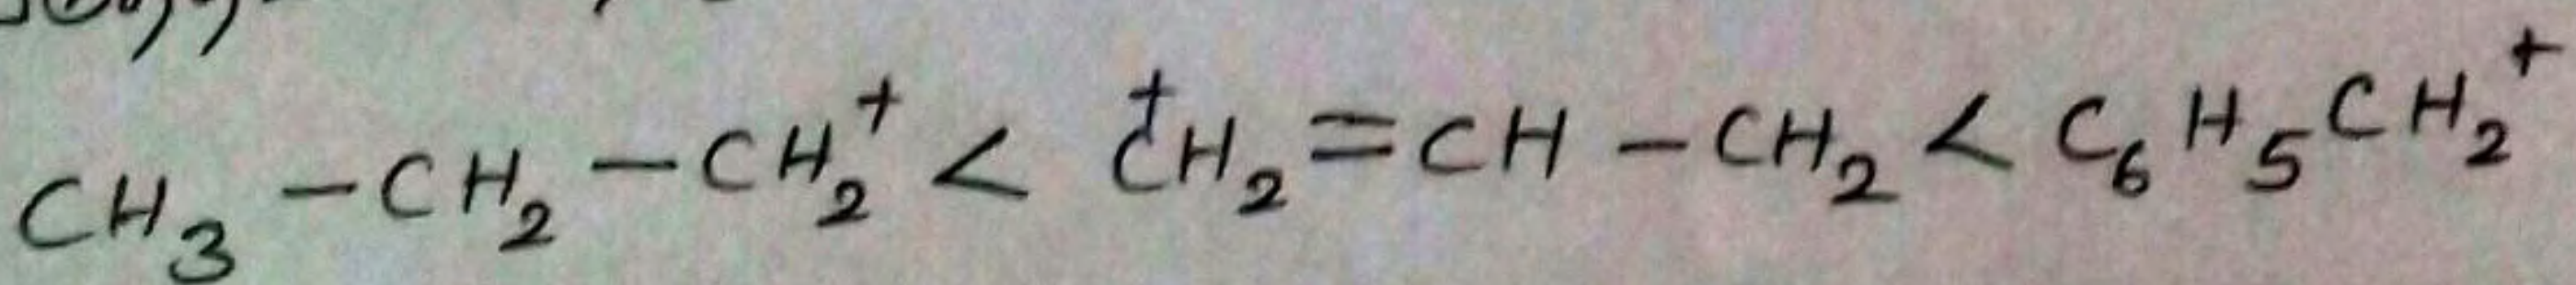 CH₃ – CH₂ – CH₂⁺ < ⁺CH₂ = CH – CH₂ < C₆H₅CH₂⁺